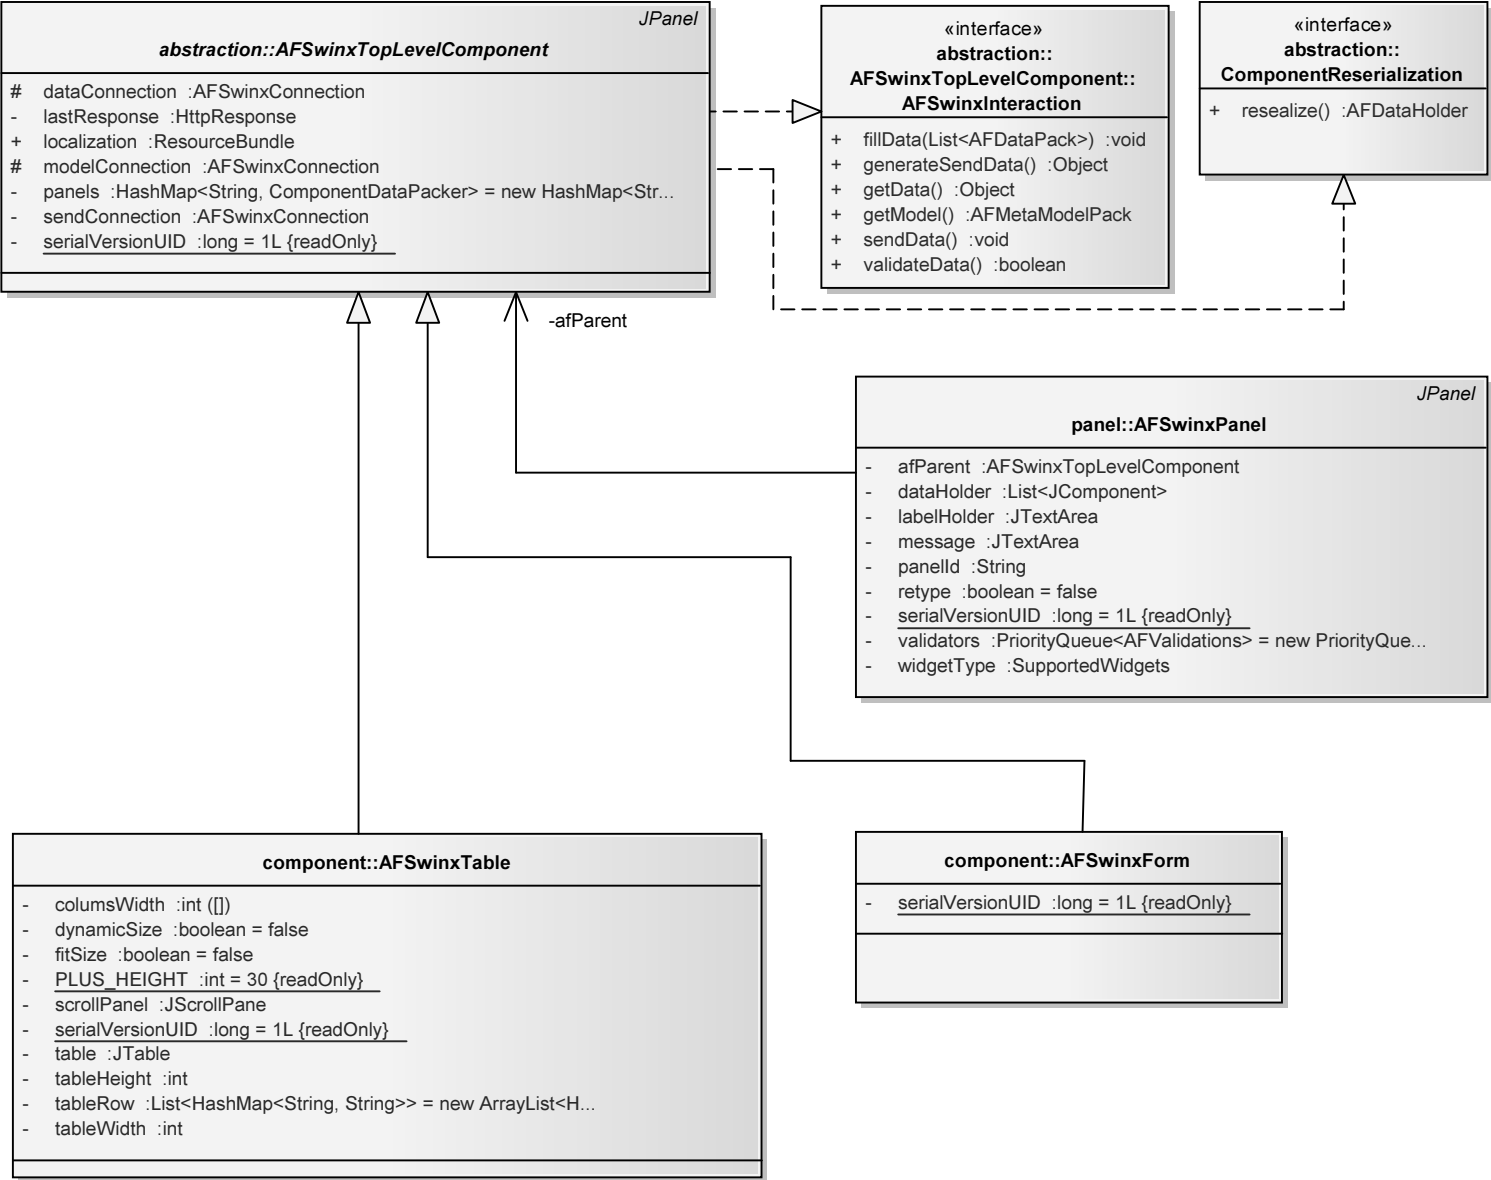 JPanel
abstraction::AFSwinxTopLevelComponent
# dataConnection :AFSwinxConnection
- lastResponse :HttpResponse
+ localization :ResourceBundle
# modelConnection :AFSwinxConnection
- panels :HashMap<String, ComponentDataPacker> = new HashMap<Str...
- sendConnection :AFSwinxConnection
- serialVersionUID :long = 1L {readOnly}
«interface»
abstraction::
AFSwinxTopLevelComponent::
AFSwinxInteraction
+ fillData(List<AFDataPack>) :void
+ generateSendData() :Object
+ getData() :Object
+ getModel() :AFMetaModelPack
+ sendData() :void
+ validateData() :boolean
«interface»
abstraction::
ComponentReserialization
+ resealize() :AFDataHolder
-afParent
JPanel
panel::AFSwinxPanel
- afParent :AFSwinxTopLevelComponent
- dataHolder :List<JComponent>
- labelHolder :JTextArea
- message :JTextArea
- panelId :String
- retype :boolean = false
- serialVersionUID :long = 1L {readOnly}
- validators :PriorityQueue<AFValidations> = new PriorityQue...
- widgetType :SupportedWidgets
component::AFSwinxTable
- columsWidth :int ([])
- dynamicSize :boolean = false
- fitSize :boolean = false
- PLUS_HEIGHT :int = 30 {readOnly}
- scrollPanel :JScrollPane
- serialVersionUID :long = 1L {readOnly}
- table :JTable
- tableHeight :int
- tableRow :List<HashMap<String, String>> = new ArrayList<H...
- tableWidth :int
component::AFSwinxForm
- serialVersionUID :long = 1L {readOnly}